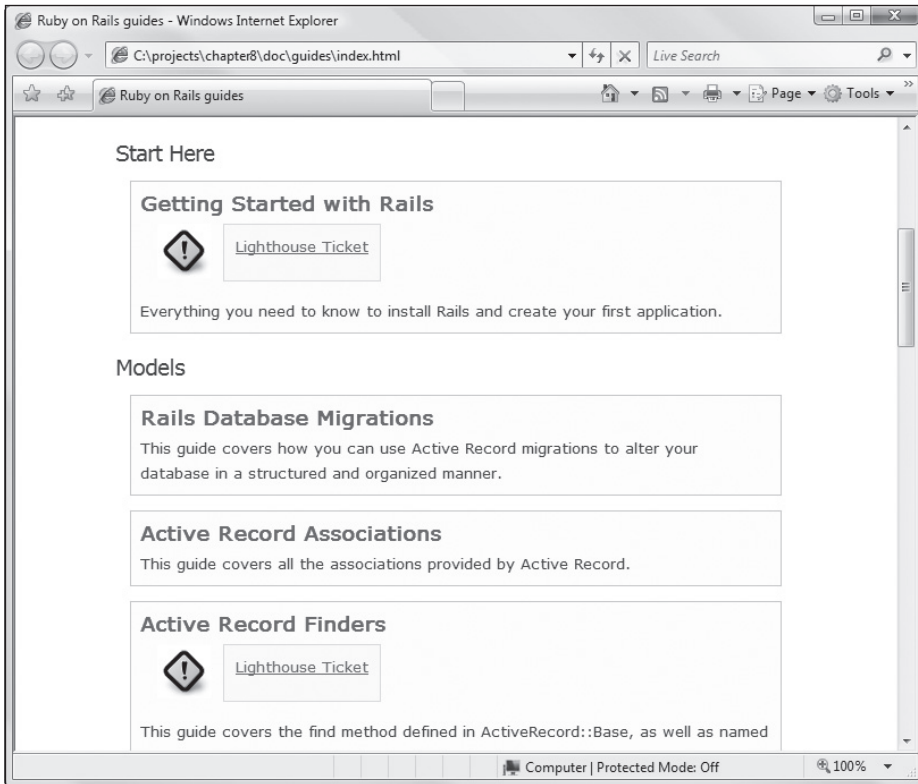 Ruby on Rails guides - Windows Internet Explorer
C:\projects\chapter8\doc\guides\index.html
Live Search
Ruby on Rails guides
Page
Tools
Start Here
Getting Started with Rails
Lighthouse Ticket
Everything you need to know to install Rails and create your first application.
Models
Rails Database Migrations
This guide covers how you can use Active Record migrations to alter your
database in a structured and organized manner.
Active Record Associations
This guide covers all the associations provided by Active Record.
Active Record Finders
Lighthouse Ticket
This guide covers the find method defined in ActiveRecord::Base, as well as named
Computer | Protected Mode: Off
100%